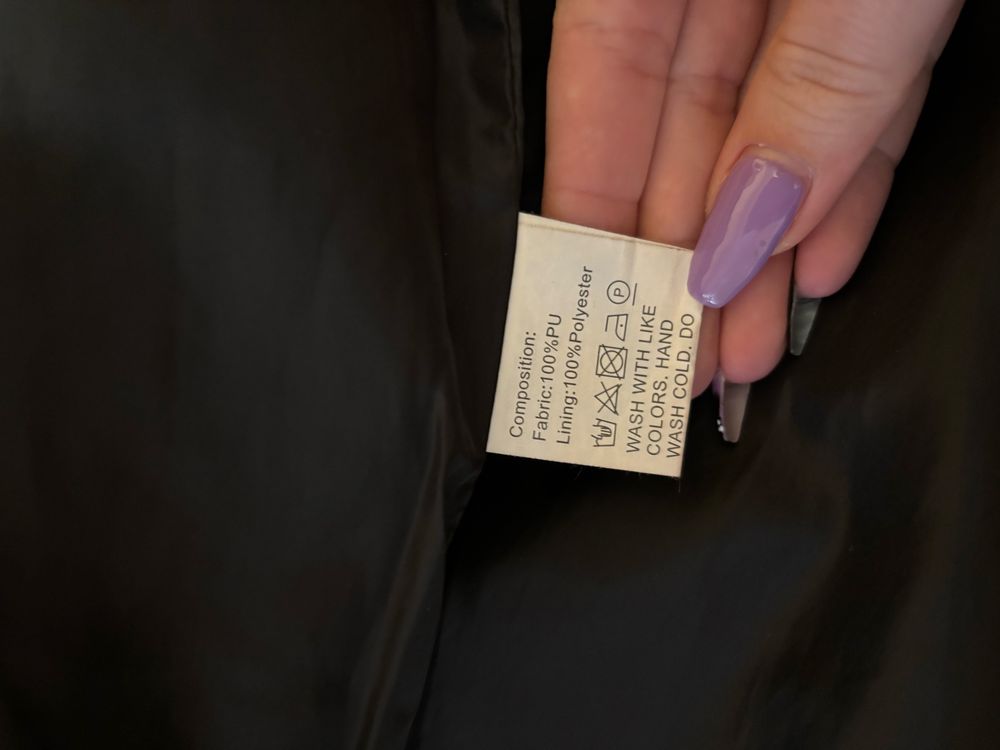 Composition:
Fabric:100%PU
Lining:100%Polyester
P
WASH WITH LIKE
COLORS. HAND
WASH COLD. DO